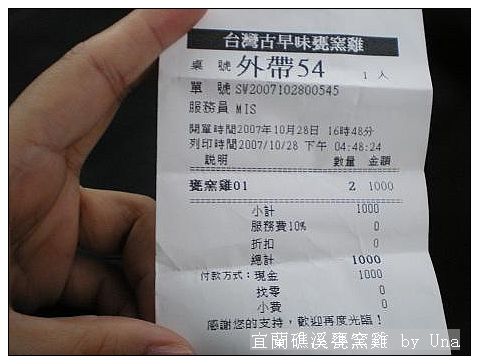 台灣古早味甕窯雞
桌 號 外帶54 1 人
單 號 SW2007102800545
服務員 MIS
開單時間2007年10月28日 16時48分
列印時間2007/10/28 下午 04:48:24
說明 數量 金額
甕窯雞01 2 1000
小計 1000
服務費10% 0
折扣 0
總計 1000
付款方式:現金 1000
找零 0
小費 0
感謝您的支持,歡迎再度光臨!
宜蘭礁溪甕窯雞 by Una